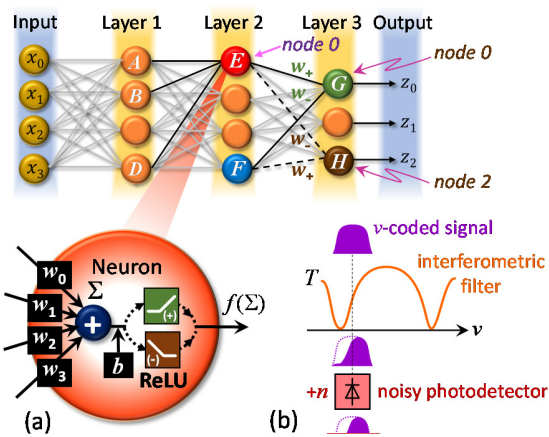 Input Layer 1 Layer 2 Layer 3 Output
node 0
node 0
x0 A E G z0
w+
w-
x1 B z1
x2 w- H z2
w+
x3 D F node 2
Neuron
w0 Σ
w1 + (+) f(Σ)
w2 (-)
w3 b ReLU
(a)
ν-coded signal
T interferometric
filter
ν
+n noisy photodetector
(b)